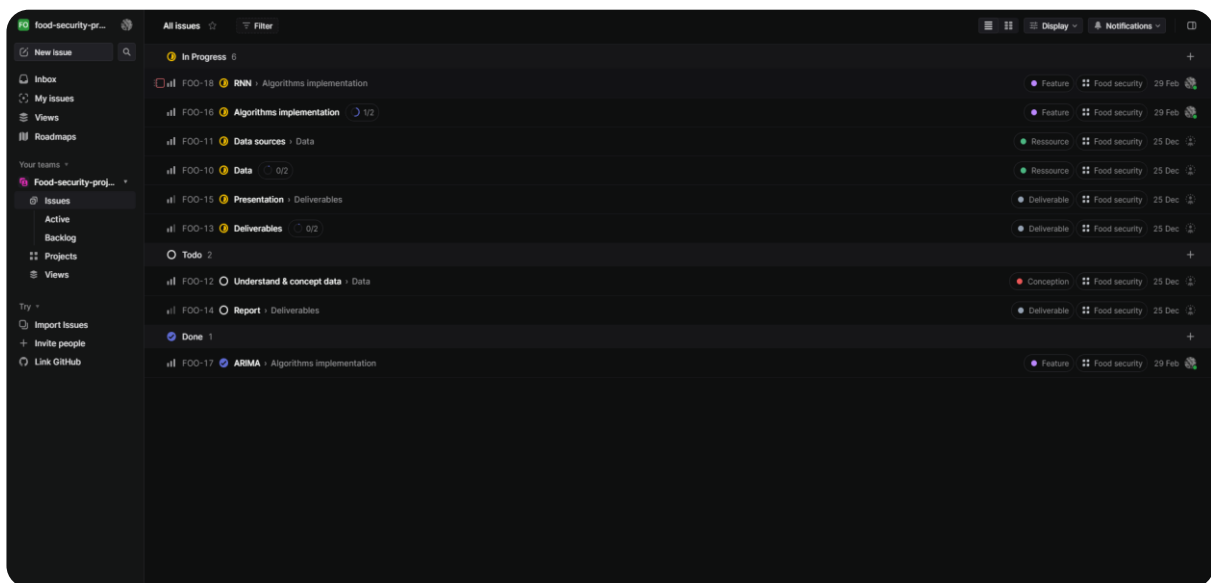 FO food-security-pr...
New issue
Inbox
My issues
Views
Roadmaps
Your teams
Food-security-proj...
Issues
Active
Backlog
Projects
Views
Try
Import Issues
Invite people
Link GitHub
All issues Filter Display Notifications
In Progress 6
FOO-18 RNN › Algorithms implementation Feature Food security 29 Feb
FOO-16 Algorithms implementation 1/2 Feature Food security 29 Feb
FOO-11 Data sources › Data Ressource Food security 25 Dec
FOO-10 Data 0/2 Ressource Food security 25 Dec
FOO-15 Presentation › Deliverables Deliverable Food security 25 Dec
FOO-13 Deliverables 0/2 Deliverable Food security 25 Dec
Todo 2
FOO-12 Understand & concept data › Data Conception Food security 25 Dec
FOO-14 Report › Deliverables Deliverable Food security 25 Dec
Done 1
FOO-17 ARIMA › Algorithms implementation Feature Food security 29 Feb